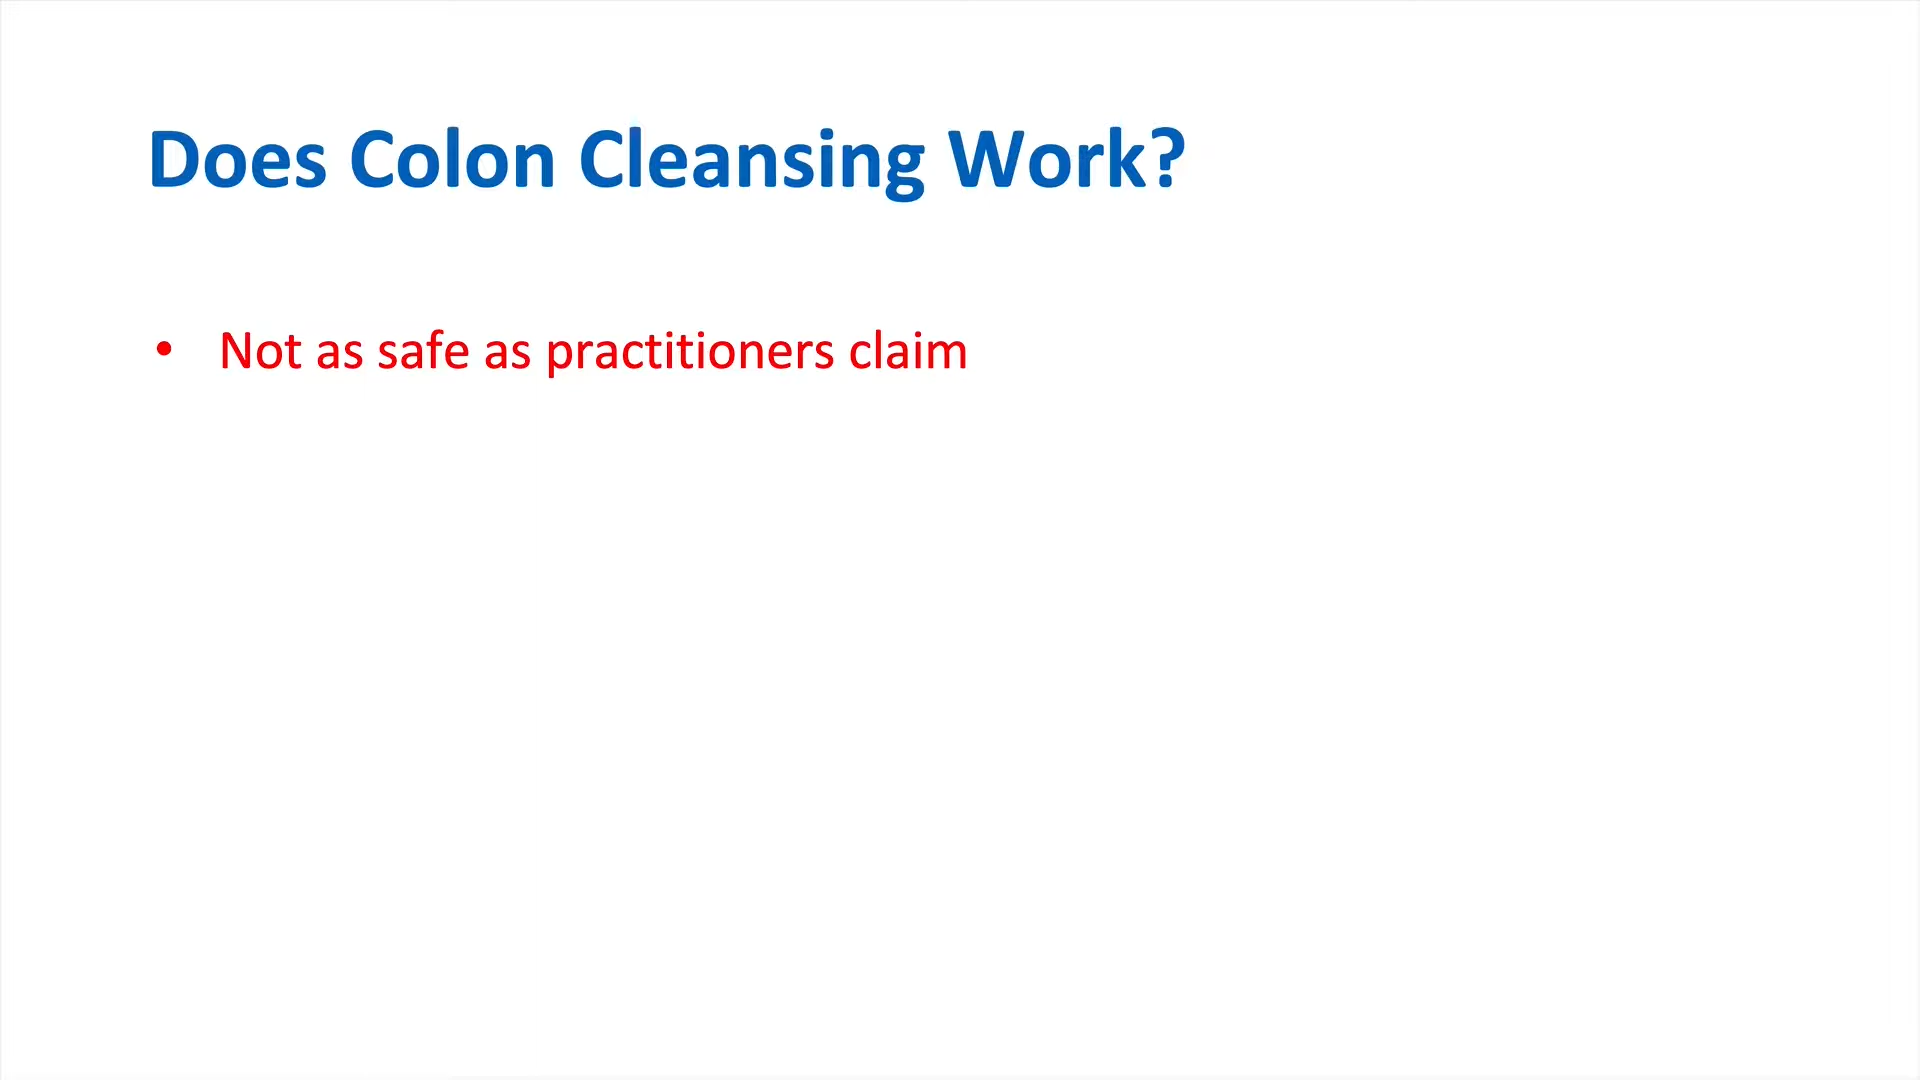 Does Colon Cleansing Work?
• Not as safe as practitioners claim